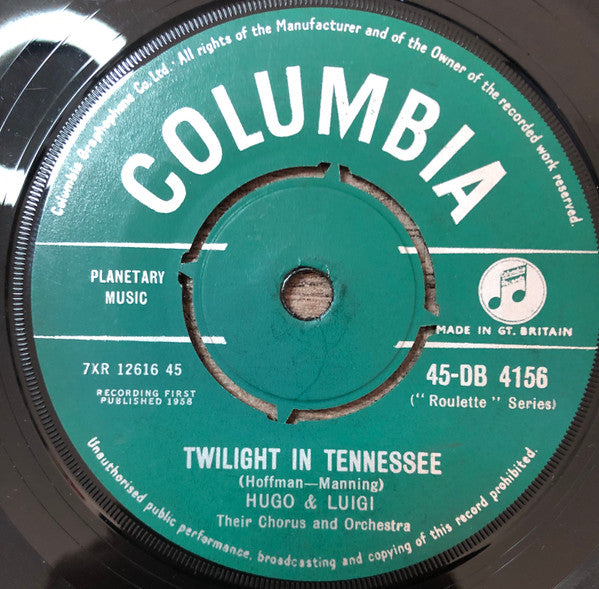 Columbia Graphophone Co. Ltd. · All rights of the Manufacturer and of the Owner of the recorded work reserved.
COLUMBIA
PLANETARY
MUSIC
MADE IN GT. BRITAIN
7XR 12616 45
RECORDING FIRST
PUBLISHED 1958
45-DB 4156
("Roulette" Series)
TWILIGHT IN TENNESSEE
(Hoffman—Manning)
HUGO & LUIGI
Their Chorus and Orchestra
Unauthorised public performance, broadcasting and copying of this record prohibited.